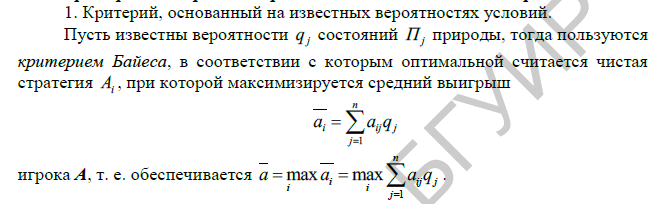 1. Критерий, основанный на известных вероятностях условий.
Пусть известны вероятности q_j состояний П_j природы, тогда пользуются
критерием Байеса, в соответствии с которым оптимальной считается чистая
стратегия A_i, при которой максимизируется средний выигрыш
\overline{a_i} = \sum_{j=1}^{n} a_{ij} q_j
игрока A, т. е. обеспечивается \overline{a} = \max_i \overline{a_i} = \max_i \sum_{j=1}^{n} a_{ij} q_j .
БГУИР